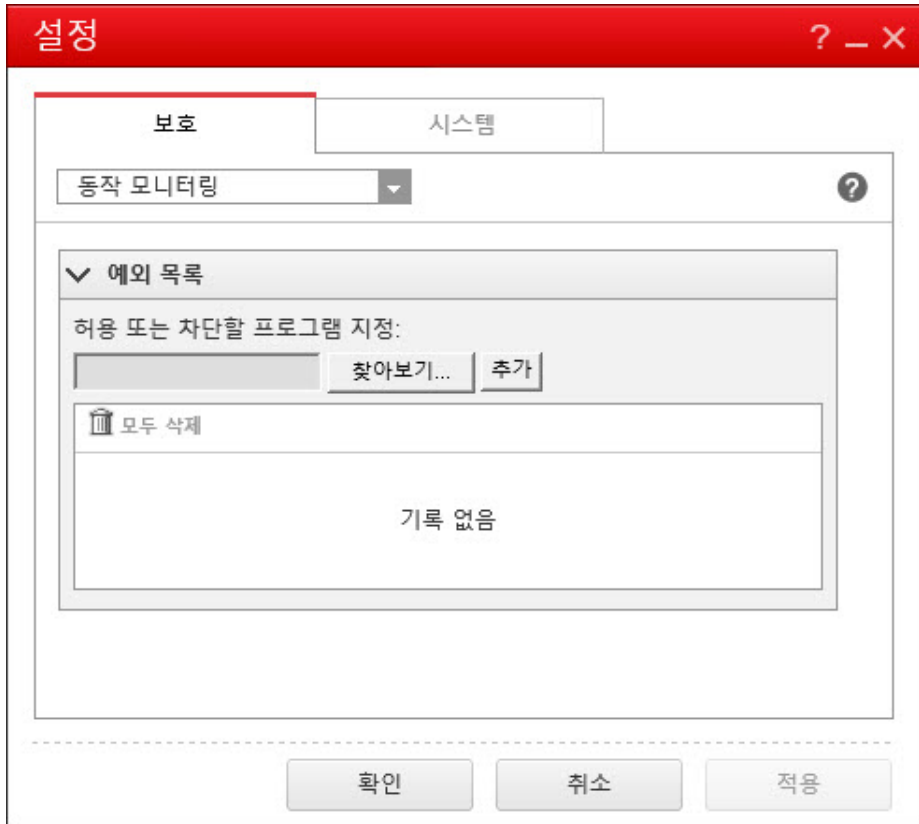 설정
보호 시스템
동작 모니터링
예외 목록
허용 또는 차단할 프로그램 지정:
찾아보기... 추가
모두 삭제
기록 없음
확인 취소 적용